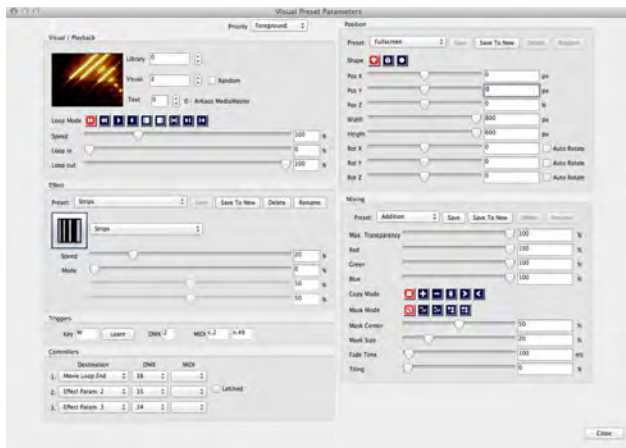 Visual Preset Parameters
Priority Foreground
Visual / Playback
Library 0
Visual 2 Random
Text 0 0 - ArKaos MediaMaster
Loop Mode
Speed 100 %
Loop in 0 %
Loop out 100 %
Effect
Preset: Strips Save Save To New Delete Rename
Strips
Speed 20 %
Mode 0 %
50 %
50 %
Triggers
Key Learn DMX 2 MIDI
Controllers
Destination DMX MIDI
1. Movie Loop End 16
2. Effect Param 2 15 Latched
3. Effect Param 3 14
Position
Preset Fullscreen Save Save To New Delete Rename
Shape
Pos X 0 px
Pos Y 0 px
Pos Z 0 %
Width 800 px
Height 600 px
Rot X 0 Auto Rotate
Rot Y 0 Auto Rotate
Rot Z 0 Auto Rotate
Mixing
Preset: Addition Save Save To New Delete Rename
Max. Transparency 100 %
Red 100 %
Green 100 %
Blue 100 %
Copy Mode
Mask Mode
Mask Center 50 %
Mask Size 20 %
Fade Time 100 ms
Tiling 0 %
Close